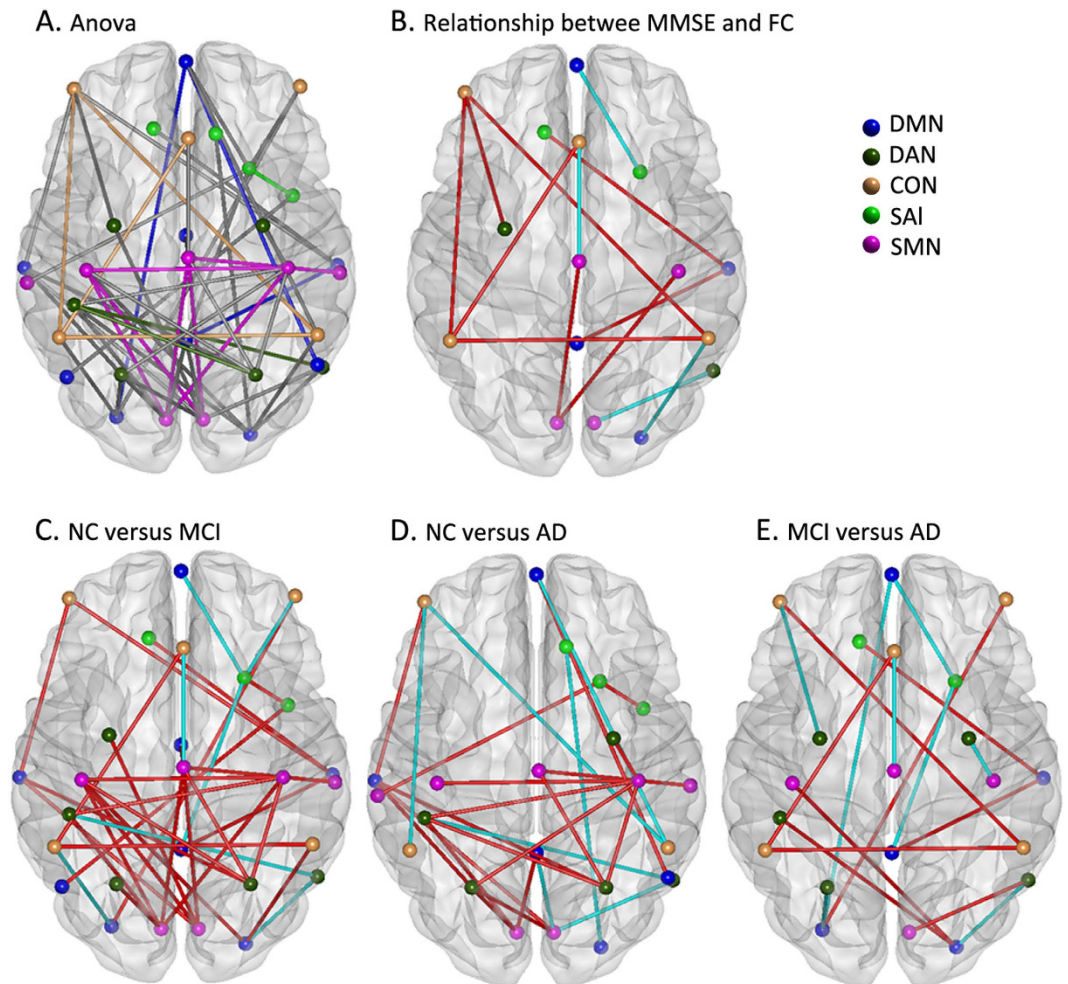 A. Anova
B. Relationship betwee MMSE and FC
DMN
DAN
CON
SAl
SMN
C. NC versus MCI
D. NC versus AD
E. MCI versus AD